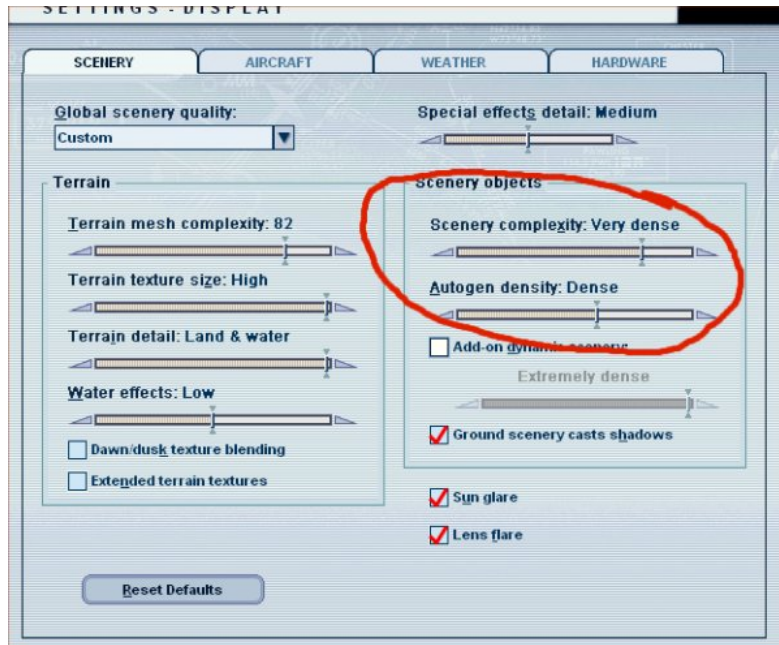 SETTINGS - DISPLAY
SCENERY
AIRCRAFT
WEATHER
HARDWARE
Global scenery quality:
Custom
Special effects detail: Medium
Terrain
Terrain mesh complexity: 82
Terrain texture size: High
Terrain detail: Land & water
Water effects: Low
Dawn/dusk texture blending
Extended terrain textures
Scenery objects
Scenery complexity: Very dense
Autogen density: Dense
Add-on dynamic scenery:
Extremely dense
Ground scenery casts shadows
Sun glare
Lens flare
Reset Defaults